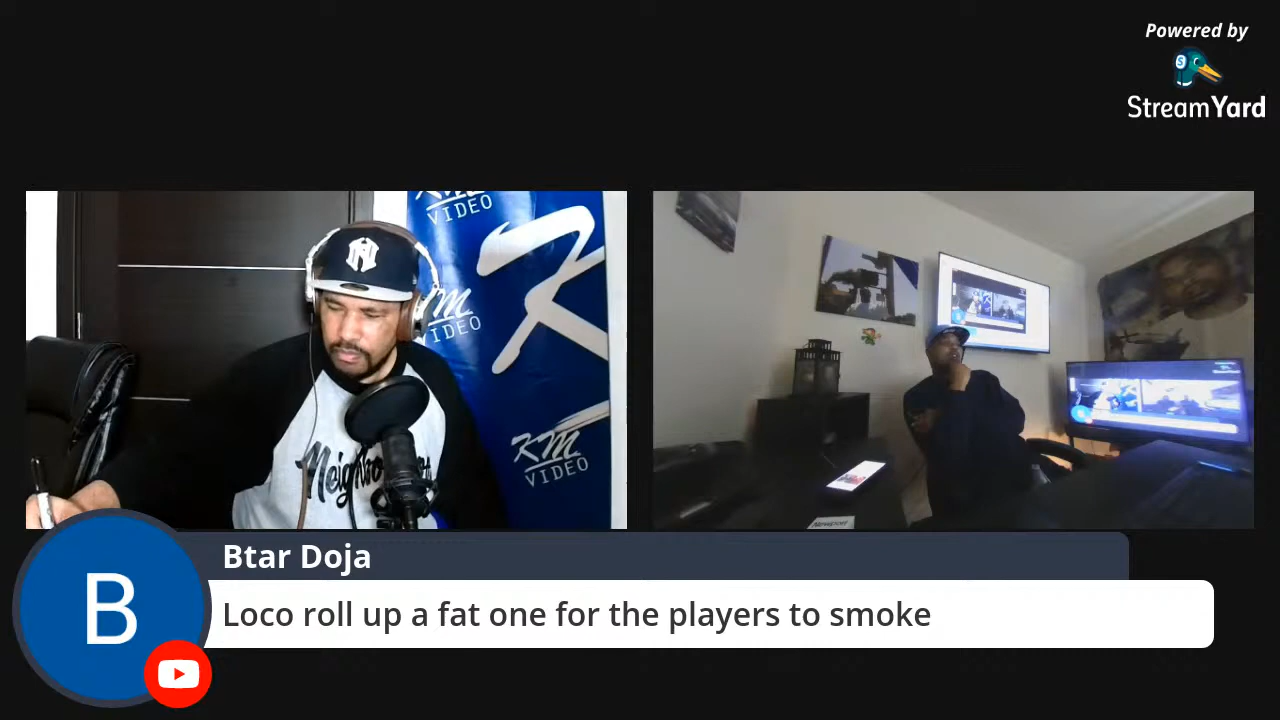 Powered by
StreamYard
VIDEO
KM
VIDEO
KM
VIDEO
Btar Doja
B
Loco roll up a fat one for the players to smoke